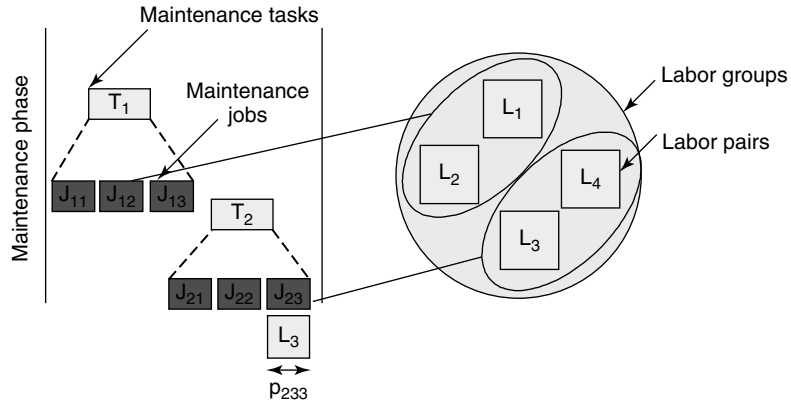 Maintenance tasks
Maintenance phase
T1
Maintenance
jobs
J11 J12 J13
T2
J21 J22 J23
L3
p233
L1
L2
L4
L3
Labor groups
Labor pairs